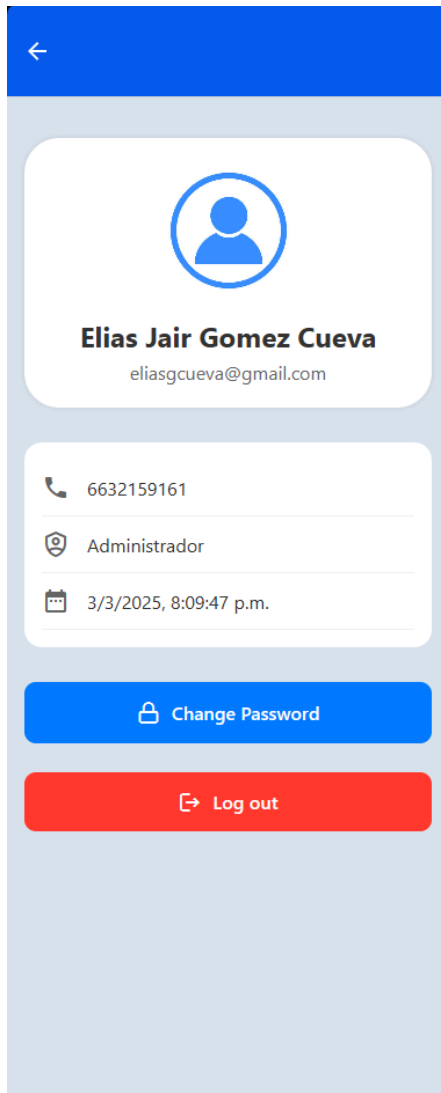 Elias Jair Gomez Cueva
eliasgcueva@gmail.com
6632159161
Administrador
3/3/2025, 8:09:47 p.m.
Change Password
Log out